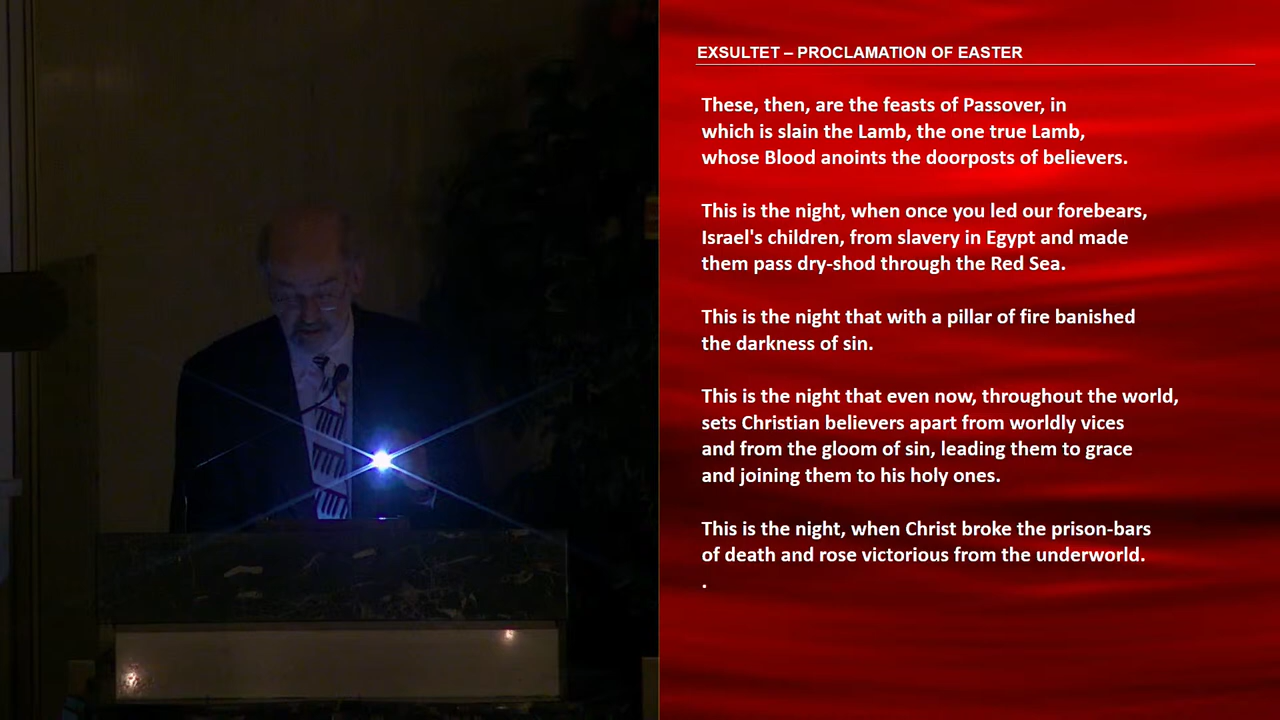 EXSULTET – PROCLAMATION OF EASTER
These, then, are the feasts of Passover, in
which is slain the Lamb, the one true Lamb,
whose Blood anoints the doorposts of believers.
This is the night, when once you led our forebears,
Israel's children, from slavery in Egypt and made
them pass dry-shod through the Red Sea.
This is the night that with a pillar of fire banished
the darkness of sin.
This is the night that even now, throughout the world,
sets Christian believers apart from worldly vices
and from the gloom of sin, leading them to grace
and joining them to his holy ones.
This is the night, when Christ broke the prison-bars
of death and rose victorious from the underworld.
.